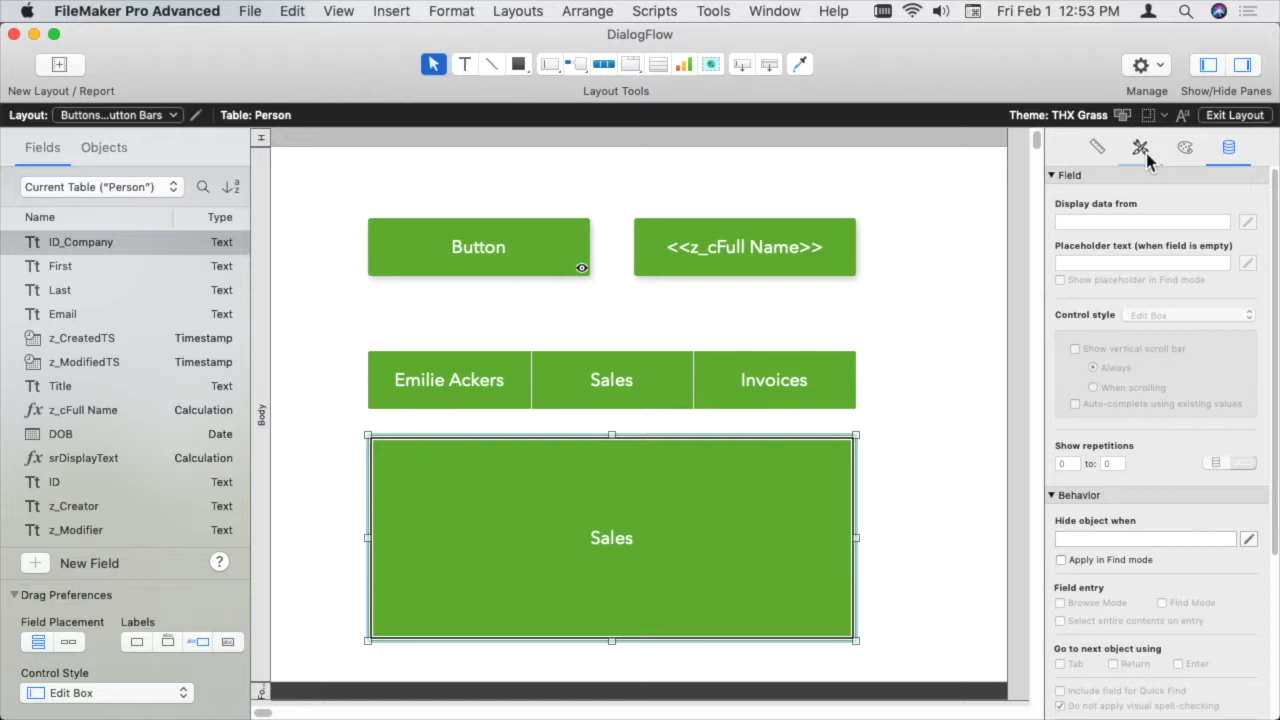 FileMaker Pro Advanced File Edit View Insert Format Layouts Arrange Scripts Tools Window Help Fri Feb 1 12:53 PM
DialogFlow
New Layout / Report
Layout Tools
Manage
Show/Hide Panes
Layout: Buttons...utton Bars Table: Person
Theme: THX Grass Exit Layout
Fields Objects
Current Table ("Person")
Name Type
ID_Company Text
First Text
Last Text
Email Text
z_CreatedTS Timestamp
z_ModifiedTS Timestamp
Title Text
z_cFull Name Calculation
DOB Date
srDisplayText Calculation
ID Text
z_Creator Text
z_Modifier Text
+ New Field ?
Drag Preferences
Field Placement Labels
Control Style
Edit Box
H
Body
Fo...
Button
<<z_cFull Name>>
Emilie Ackers Sales Invoices
Sales
Field
Display data from
Placeholder text (when field is empty)
Show placeholder in Find mode
Control style Edit Box
Show vertical scroll bar
Always
When scrolling
Auto-complete using existing values
Show repetitions
0 to: 0
Behavior
Hide object when
Apply in Find mode
Field entry
Browse Mode Find Mode
Select entire contents on entry
Go to next object using
Tab Return Enter
Include field for Quick Find
Do not apply visual spell-checking